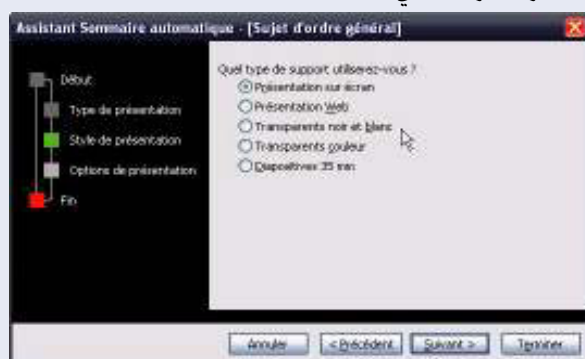 Assistant Sommaire automatique - [Sujet d'ordre général]
Début
Type de présentation
Style de présentation
Options de présentation
Fin
Quel type de support utiliserez-vous ?
Présentation sur écran
Présentation Web
Transparents noir et blanc
Transparents couleur
Diapositives 35 mm
Annuler
< Précédent
Suivant >
Terminer